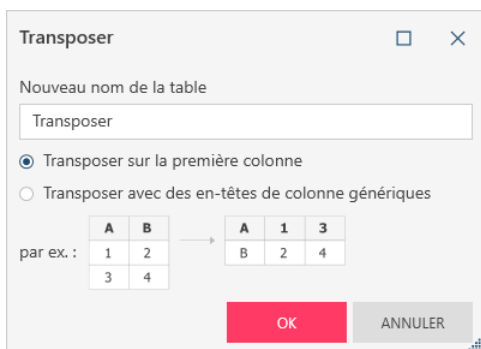 Transposer
Nouveau nom de la table
Transposer
Transposer sur la première colonne
Transposer avec des en-têtes de colonne génériques
A B A 1 3
par ex. : 1 2 B 2 4
3 4
OK ANNULER